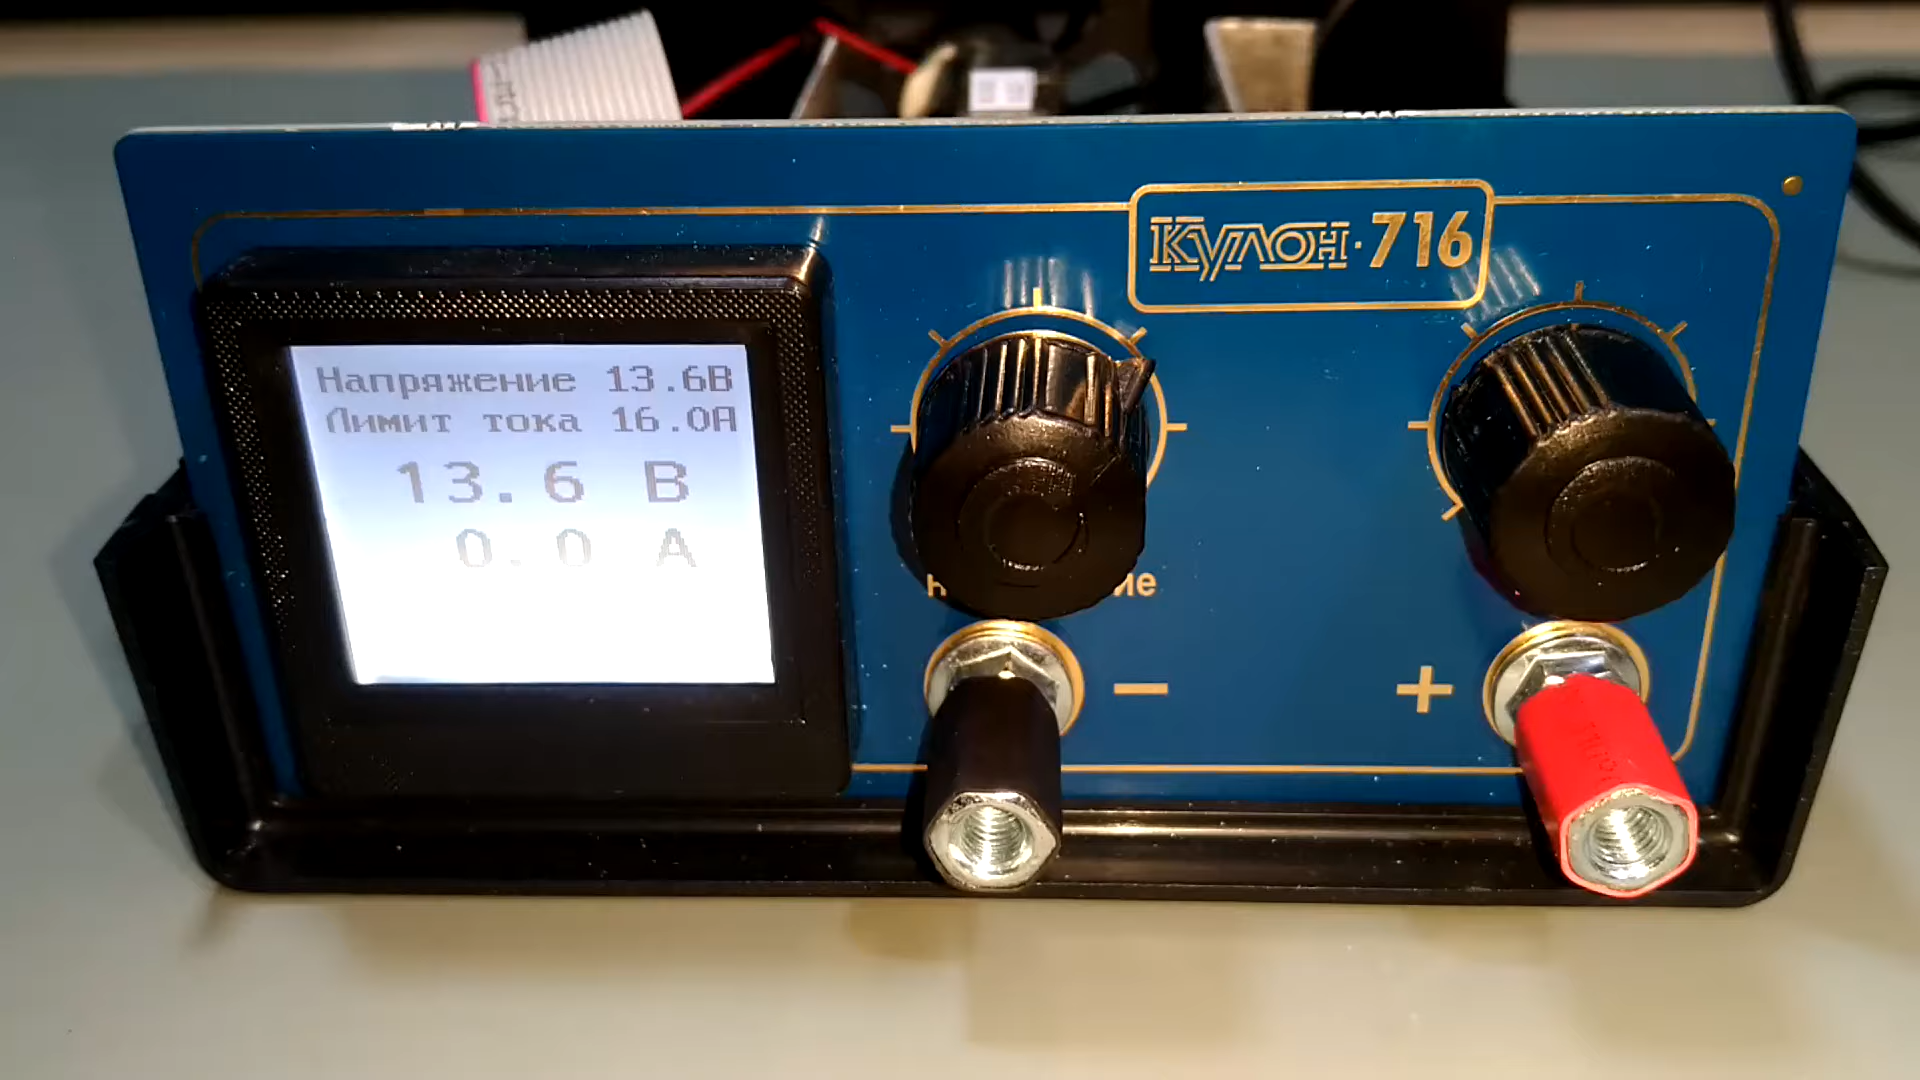 КУЛОН·716
Напряжение 13.6В
Лимит тока 16.0А
13.6 В
0.0 А
−
+